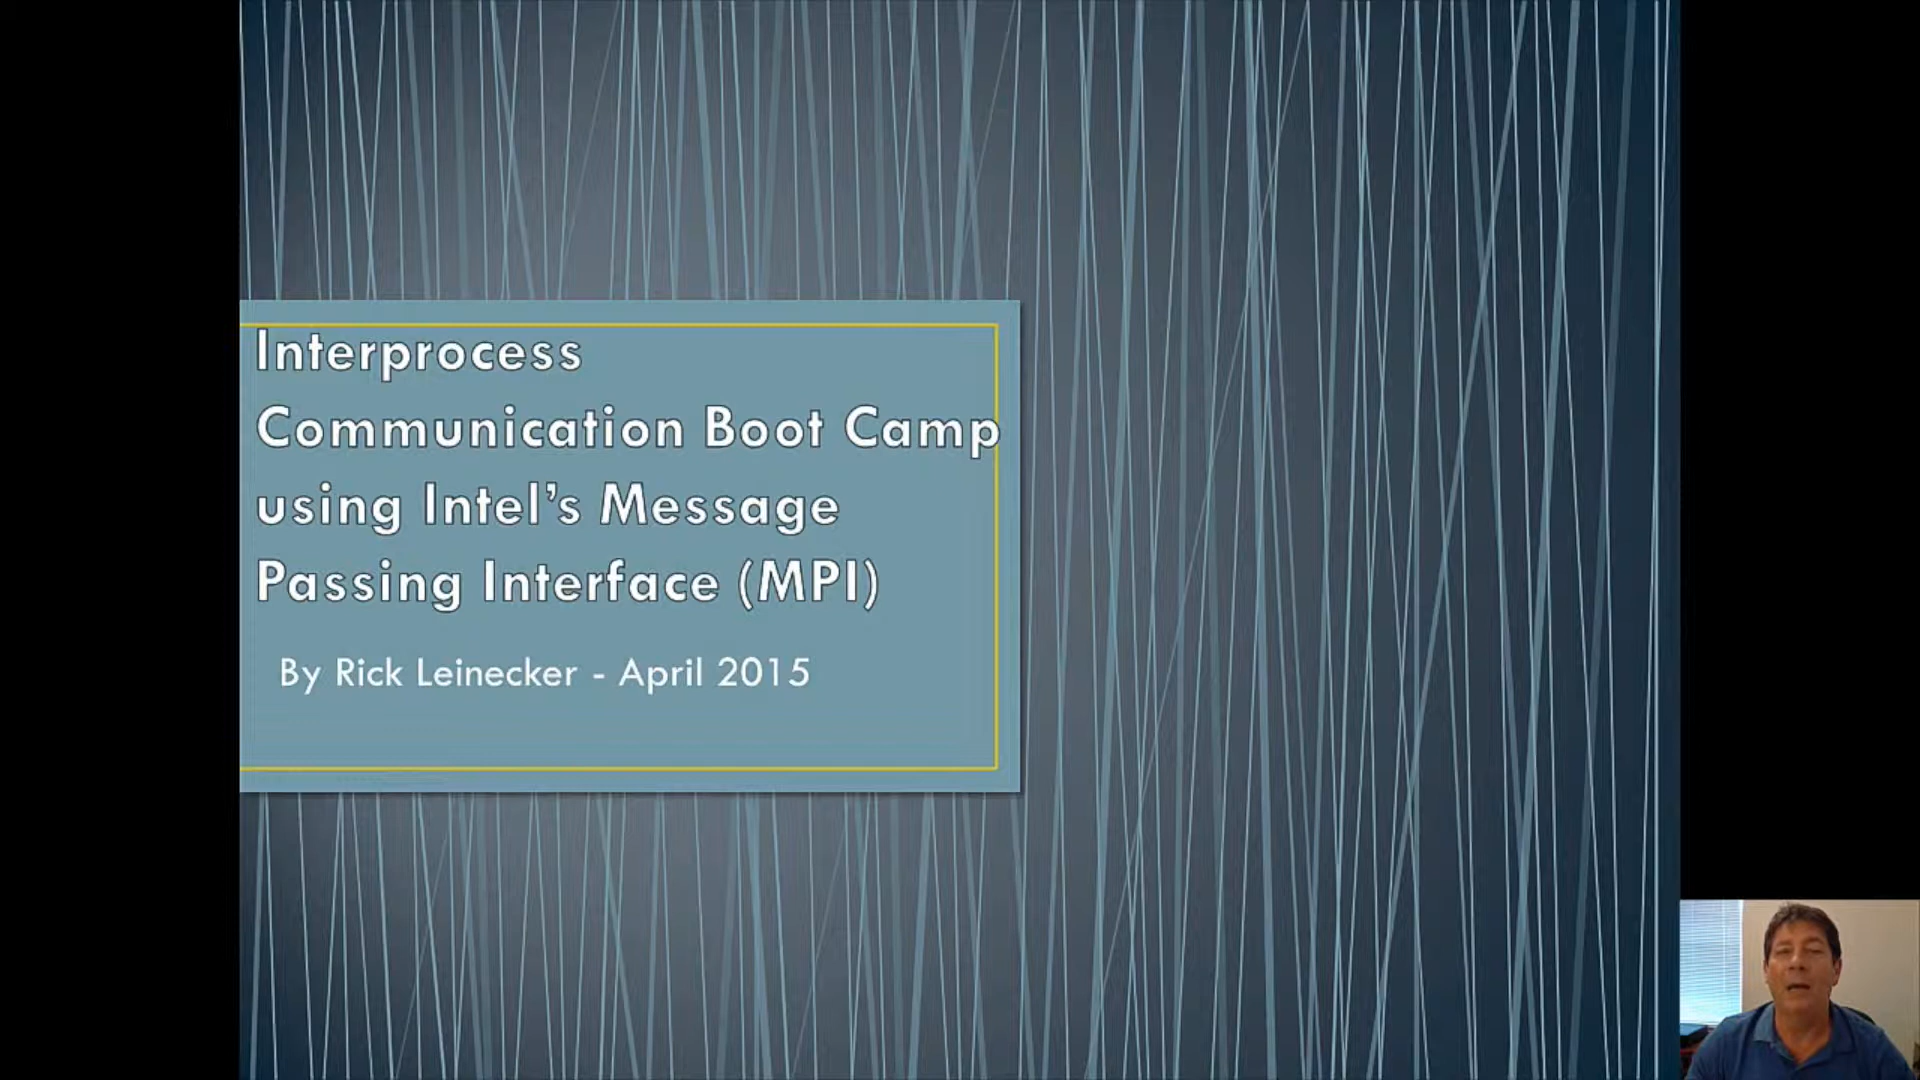 Interprocess
Communication Boot Camp
using Intel’s Message
Passing Interface (MPI)
By Rick Leinecker - April 2015